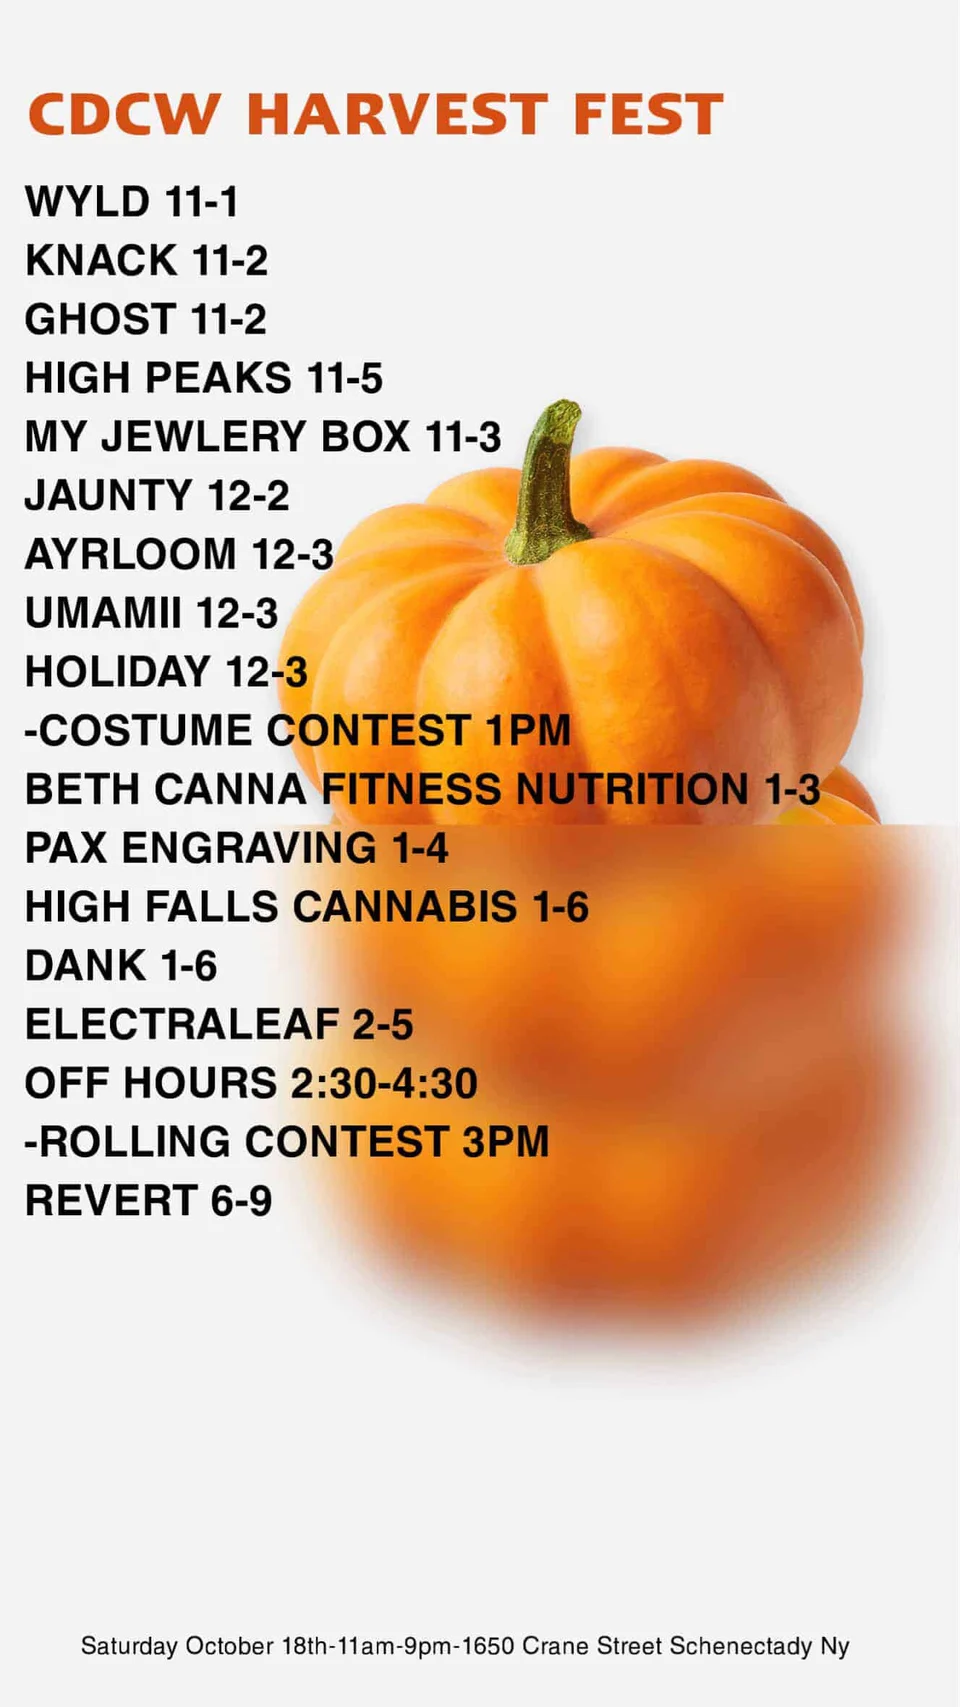 CDCW HARVEST FEST
WYLD 11-1
KNACK 11-2
GHOST 11-2
HIGH PEAKS 11-5
MY JEWLERY BOX 11-3
JAUNTY 12-2
AYRLOOM 12-3
UMAMII 12-3
HOLIDAY 12-3
-COSTUME CONTEST 1PM
BETH CANNA FITNESS NUTRITION 1-3
PAX ENGRAVING 1-4
HIGH FALLS CANNABIS 1-6
DANK 1-6
ELECTRALEAF 2-5
OFF HOURS 2:30-4:30
-ROLLING CONTEST 3PM
REVERT 6-9
Saturday October 18th-11am-9pm-1650 Crane Street Schenectady Ny